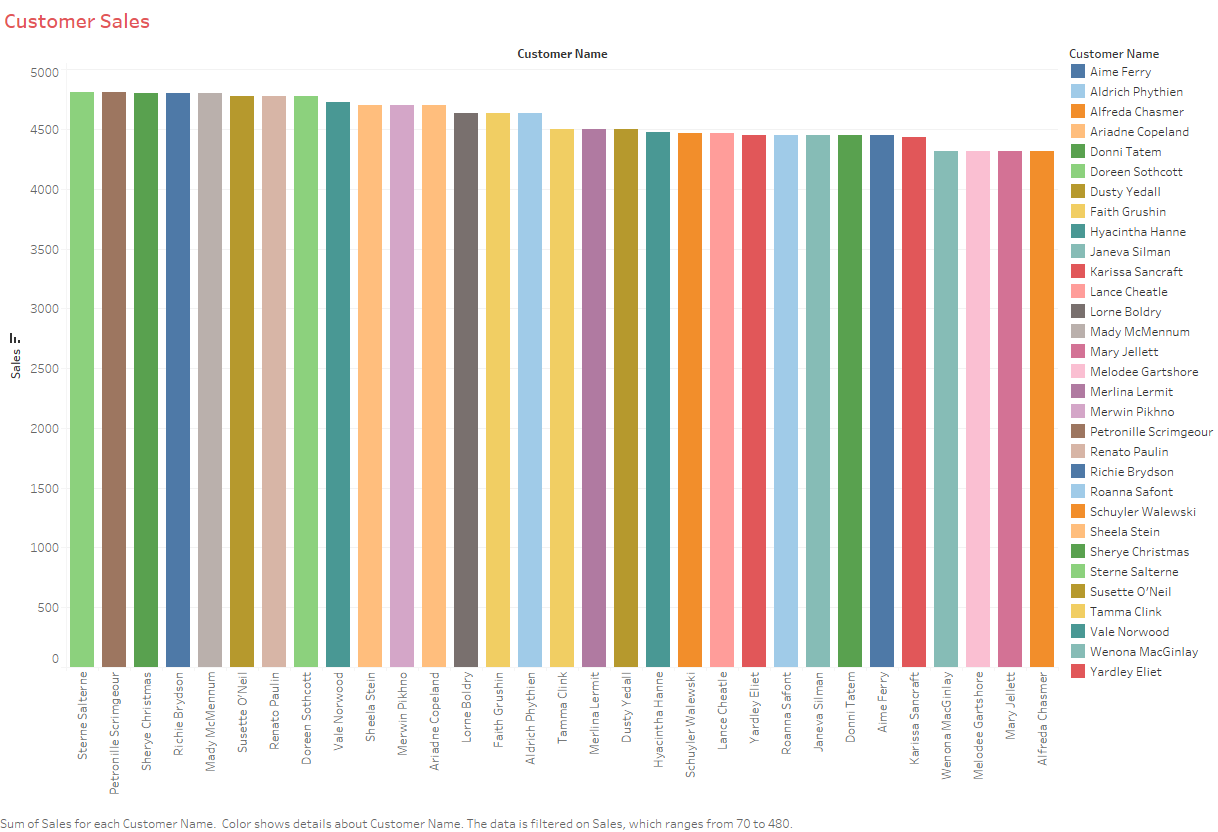 Customer Sales
Customer Name
5000
4500
4000
3500
3000
2500
2000
1500
1000
500
0
Sales
Sterne Salterne
Petronille Scrimgeour
Sherye Christmas
Richie Brydson
Mady McMennum
Susette O'Neil
Renato Paulin
Doreen Sothcott
Vale Norwood
Sheela Stein
Merwin Pikhno
Ariadne Copeland
Lorne Boldry
Faith Grushin
Aldrich Phythien
Tamma Clink
Merlina Lermit
Dusty Yedall
Hyacintha Hanne
Schuyler Walewski
Lance Cheatle
Yardley Eliet
Roanna Safont
Janeva Silman
Donni Tatem
Aime Ferry
Karissa Sancraft
Wenona MacGinlay
Melodee Gartshore
Mary Jellett
Alfreda Chasmer
Customer Name
Aime Ferry
Aldrich Phythien
Alfreda Chasmer
Ariadne Copeland
Donni Tatem
Doreen Sothcott
Dusty Yedall
Faith Grushin
Hyacintha Hanne
Janeva Silman
Karissa Sancraft
Lance Cheatle
Lorne Boldry
Mady McMennum
Mary Jellett
Melodee Gartshore
Merlina Lermit
Merwin Pikhno
Petronille Scrimgeour
Renato Paulin
Richie Brydson
Roanna Safont
Schuyler Walewski
Sheela Stein
Sherye Christmas
Sterne Salterne
Susette O'Neil
Tamma Clink
Vale Norwood
Wenona MacGinlay
Yardley Eliet
Sum of Sales for each Customer Name.  Color shows details about Customer Name. The data is filtered on Sales, which ranges from 70 to 480.